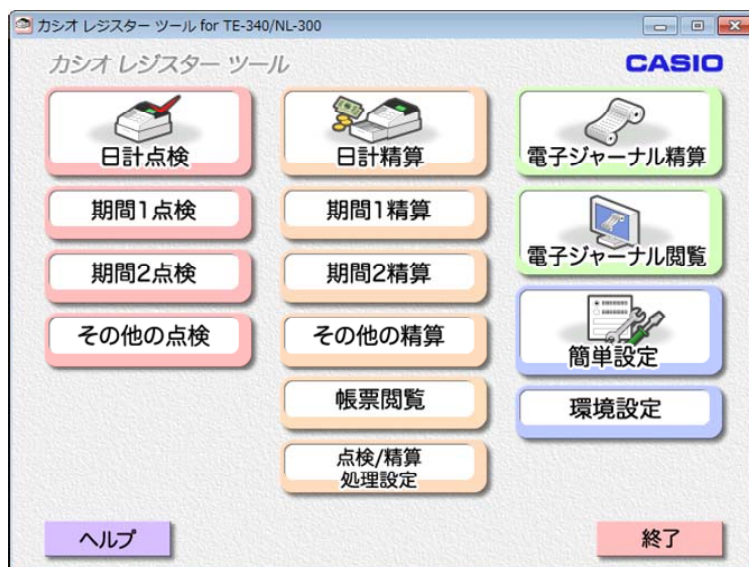 カシオ レジスター ツール for TE-340/NL-300
カシオ レジスター ツール
CASIO
日計点検
日計精算
電子ジャーナル精算
期間1点検
期間1精算
電子ジャーナル閲覧
期間2点検
期間2精算
その他の点検
その他の精算
簡単設定
帳票閲覧
環境設定
点検/精算
処理設定
ヘルプ
終了